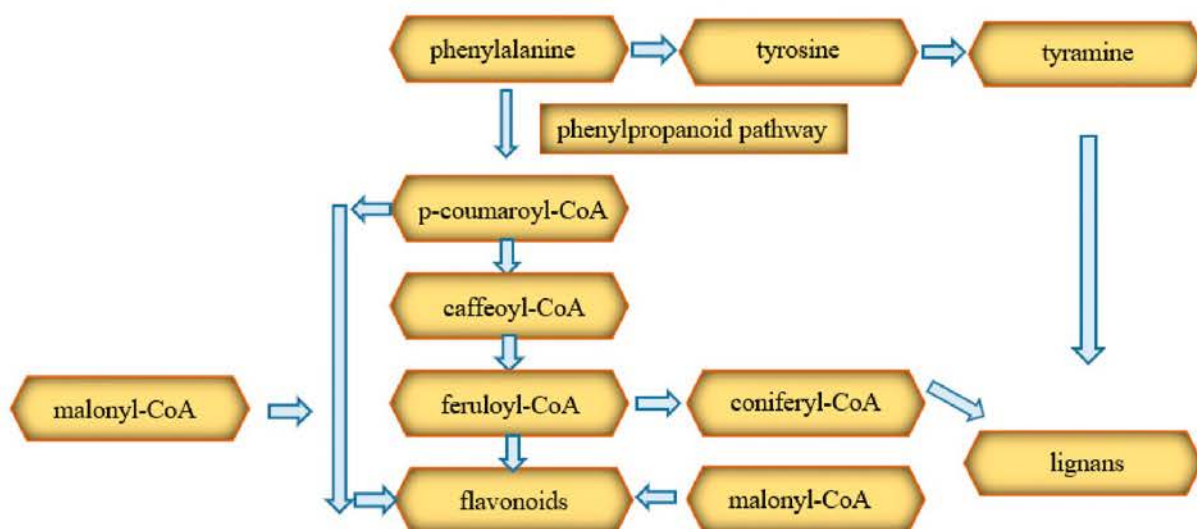 phenylalanine
tyrosine
tyramine
phenylpropanoid pathway
p-coumaroyl-CoA
caffeoyl-CoA
malonyl-CoA
feruloyl-CoA
coniferyl-CoA
lignans
flavonoids
malonyl-CoA